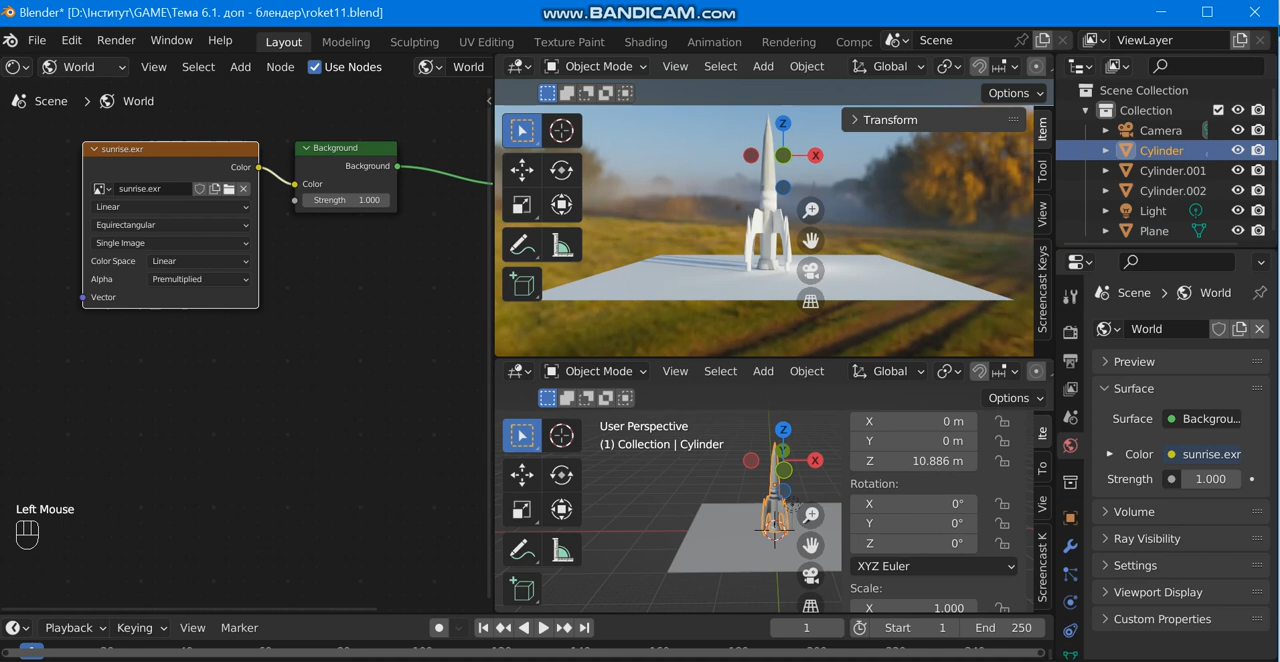 Blender* [D:\Інститут\GAME\Тема 6.1. доп - блендер\roket11.blend]
www.BANDICAM.com
File Edit Render Window Help
Layout Modeling Sculpting UV Editing Texture Paint Shading Animation Rendering Compc
Scene
ViewLayer
World View Select Add Node Use Nodes World
Object Mode View Select Add Object Global
Scene > World
Options
Scene Collection
Collection
Camera
Cylinder
Cylinder.001
Cylinder.002
Light
Plane
sunrise.exr
Color
sunrise.exr
Linear
Equirectangular
Single Image
Color Space Linear
Alpha Premultiplied
Vector
Background
Background
Color
Strength 1.000
Transform
Z
X
Item
Tool
View
Screencast Keys
Object Mode View Select Add Object Global
Options
User Perspective
(1) Collection | Cylinder
Z
X
X 0 m
Y 0 m
Z 10.886 m
Rotation:
X 0°
Y 0°
Z 0°
XYZ Euler
Scale:
X 1.000
Ite
To
Vie
Screencast K
Scene > World
World
Preview
Surface
Surface Backgrou...
Color sunrise.exr
Strength 1.000
Volume
Ray Visibility
Settings
Viewport Display
Custom Properties
Left Mouse
Playback Keying View Marker
1
Start 1
End 250